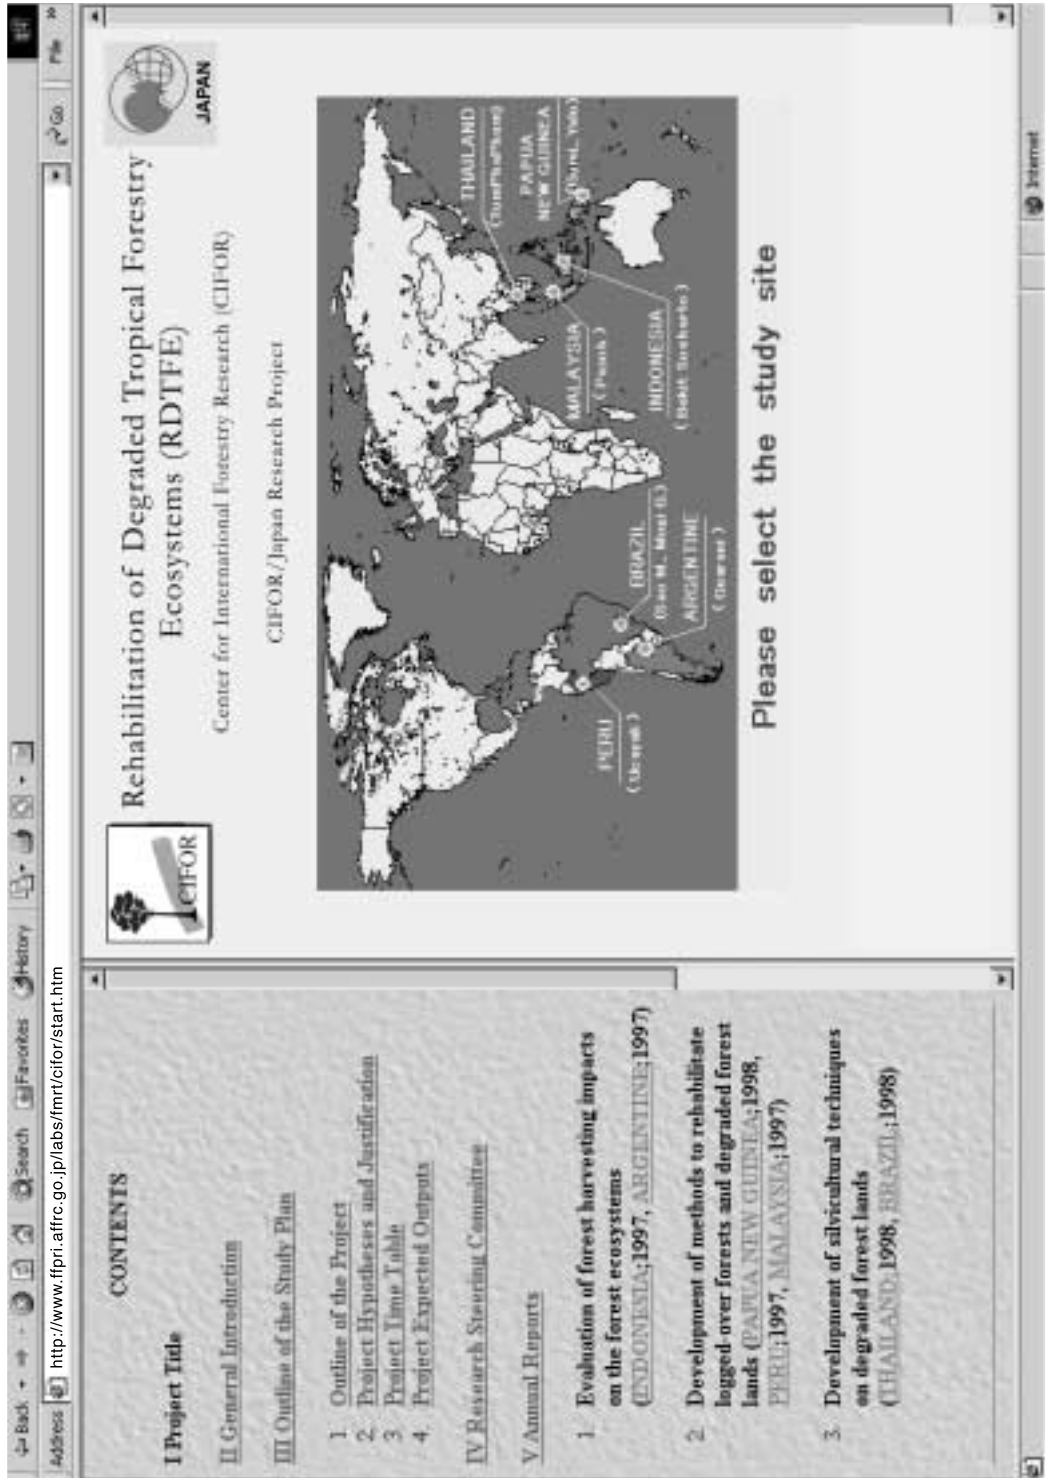 Back
Search
Favorites
History
Address http://www.ffpri.affrc.go.jp/labs/fmrt/cifor/start.htm
Go
File »
CONTENTS
I Project Title
II General Introduction
III Outline of the Study Plan
1. Outline of the Project
2. Project Hypotheses and Justification
3. Project Time Table
4. Project Expected Outputs
IV Research Steering Committee
V Annual Reports
1. Evaluation of forest harvesting impacts
on the forest ecosystems
(INDONESIA;1997, ARGENTINE;1997)
2. Development of methods to rehabilitate
logged-over forests and degraded forest
lands (PAPUA NEW GUINEA;1998,
PERU;1997, MALAYSIA;1997)
3. Development of silvicultural techniques
on degraded forest lands
(THAILAND; 1998, BRAZIL;1998)
CIFOR
Rehabilitation of Degraded Tropical Forestry
Ecosystems (RDTFE)
JAPAN
Center for International Forestry Research (CIFOR)
CIFOR/Japan Research Project
THAILAND
PAPUA
NEW GUINEA
MALAYSIA
INDONESIA
BRAZIL
ARGENTINE
PERU
Please select the study site
Internet